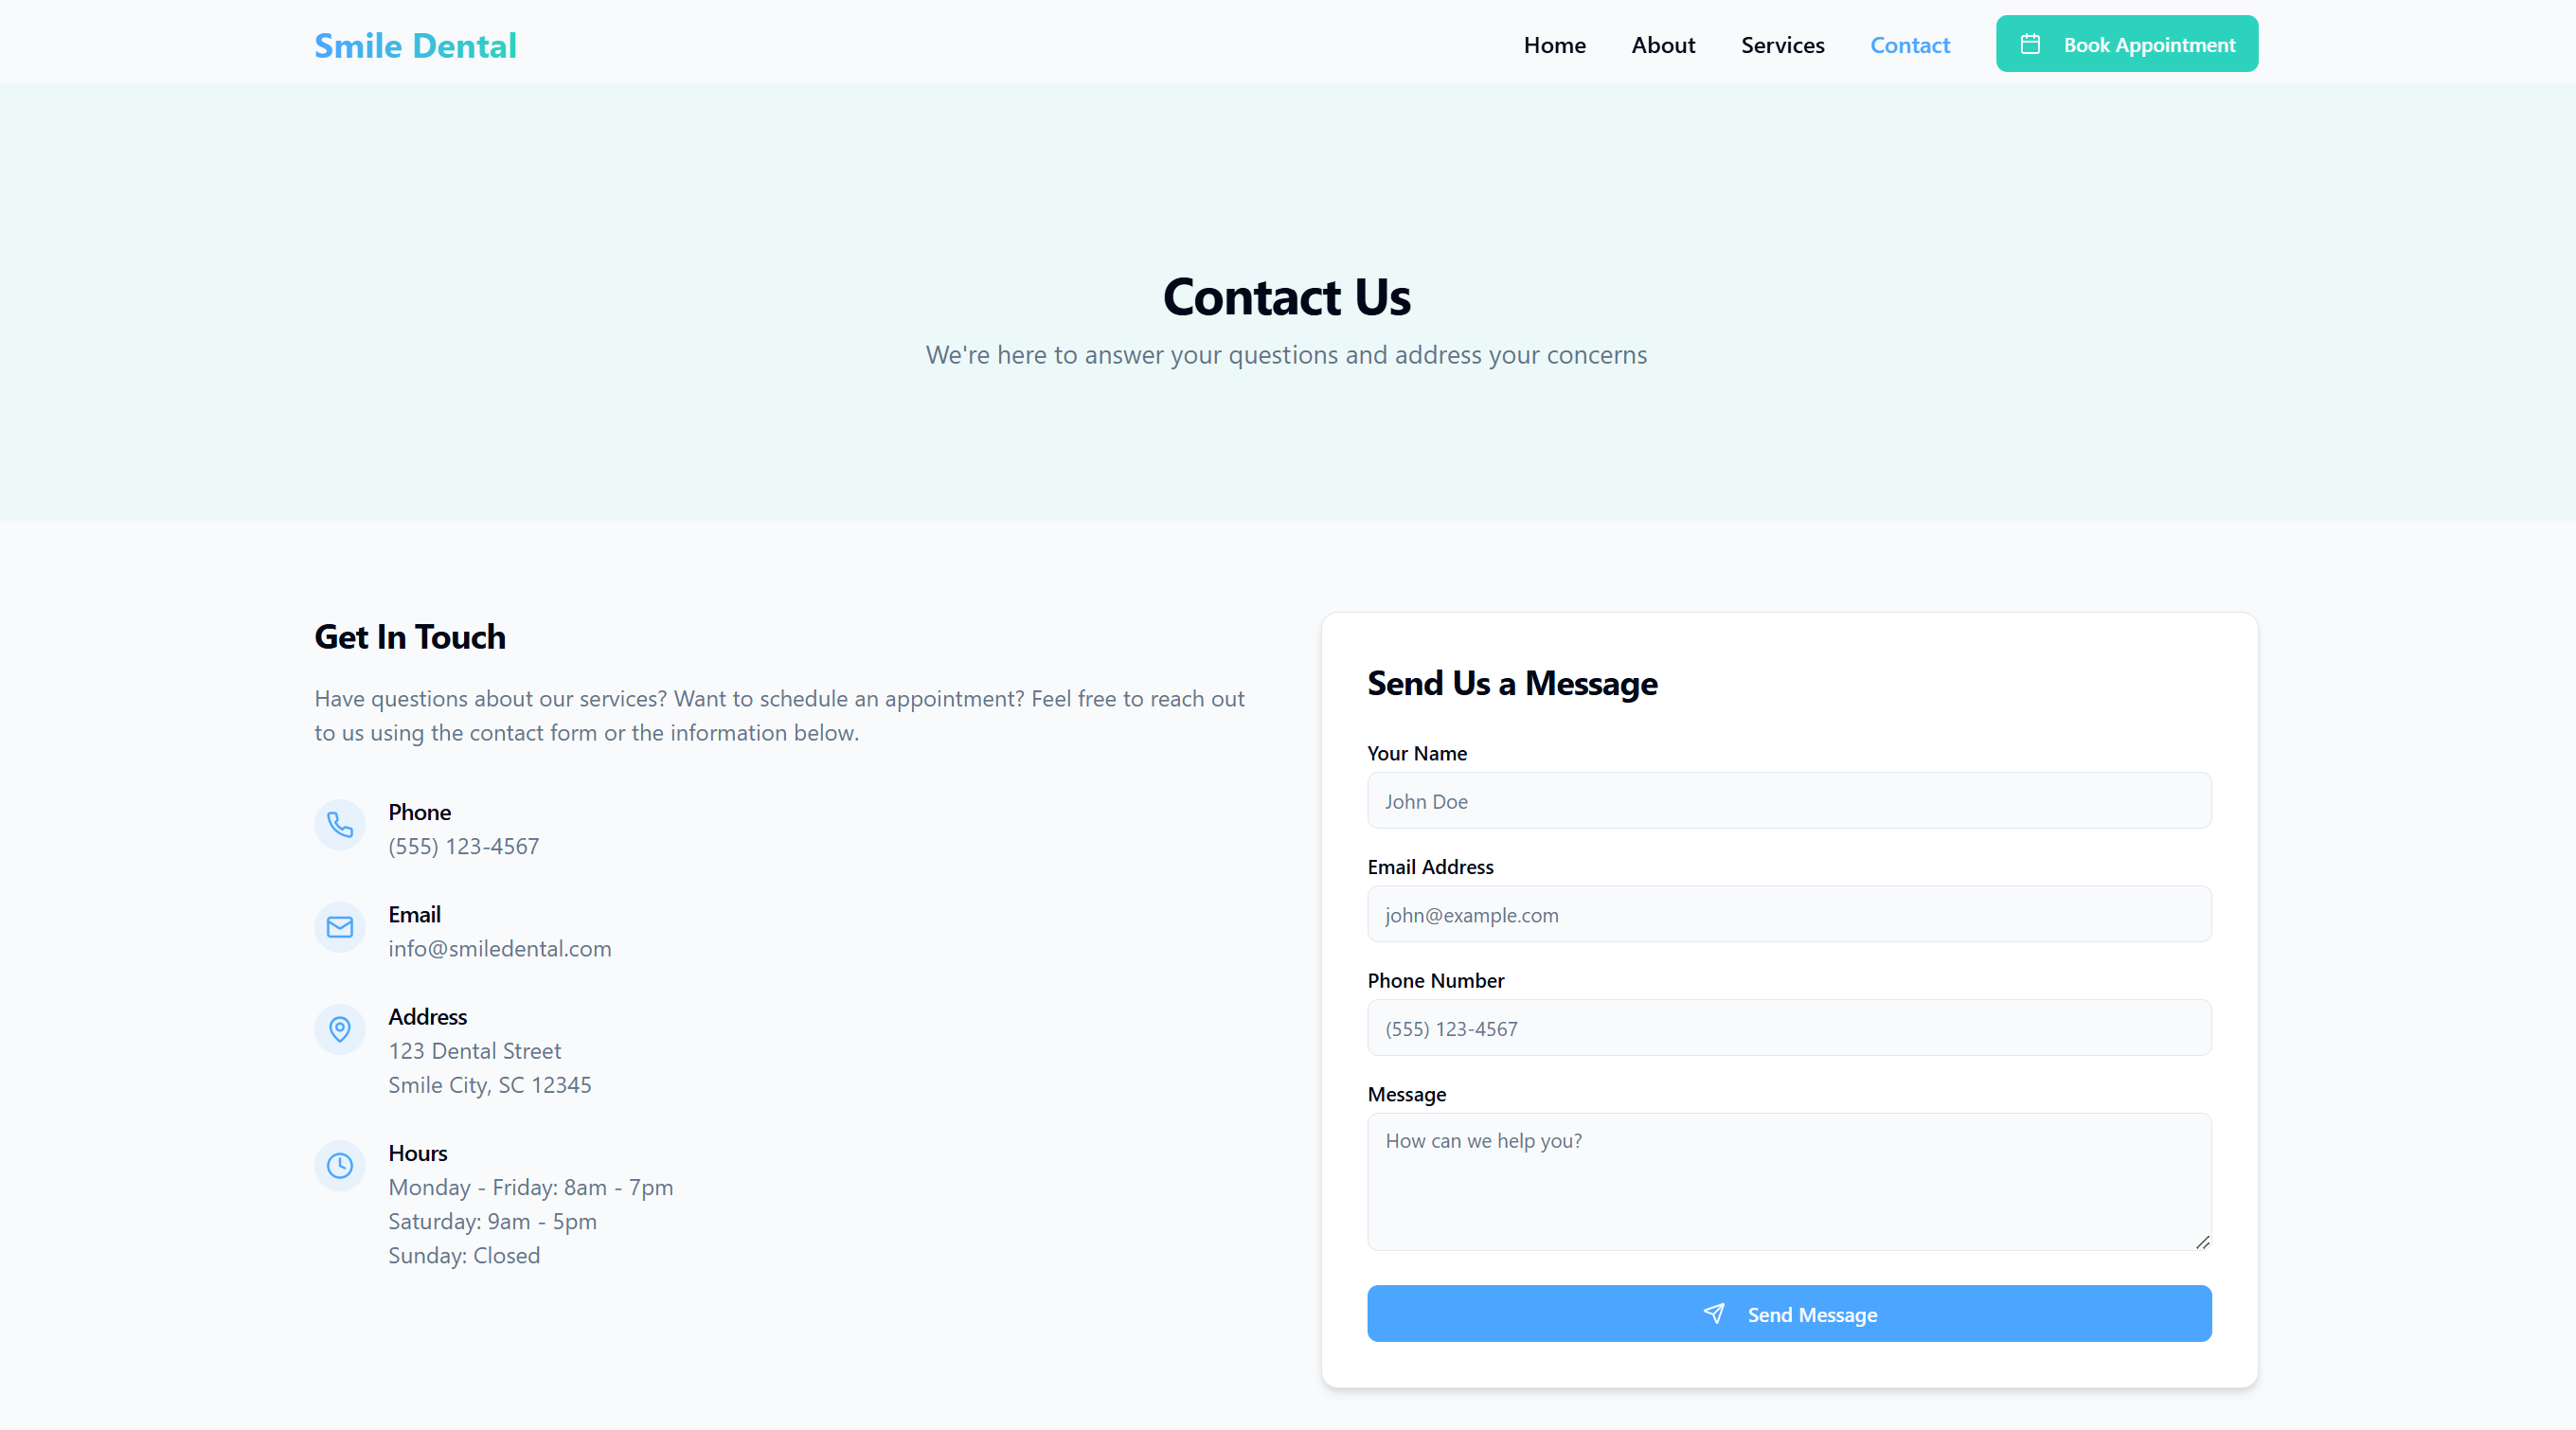 Smile Dental
Home
About
Services
Contact
Book Appointment
Contact Us
We're here to answer your questions and address your concerns
Get In Touch
Have questions about our services? Want to schedule an appointment? Feel free to reach out
to us using the contact form or the information below.
Phone
(555) 123-4567
Email
info@smiledental.com
Address
123 Dental Street
Smile City, SC 12345
Hours
Monday - Friday: 8am - 7pm
Saturday: 9am - 5pm
Sunday: Closed
Send Us a Message
Your Name
John Doe
Email Address
john@example.com
Phone Number
(555) 123-4567
Message
How can we help you?
Send Message